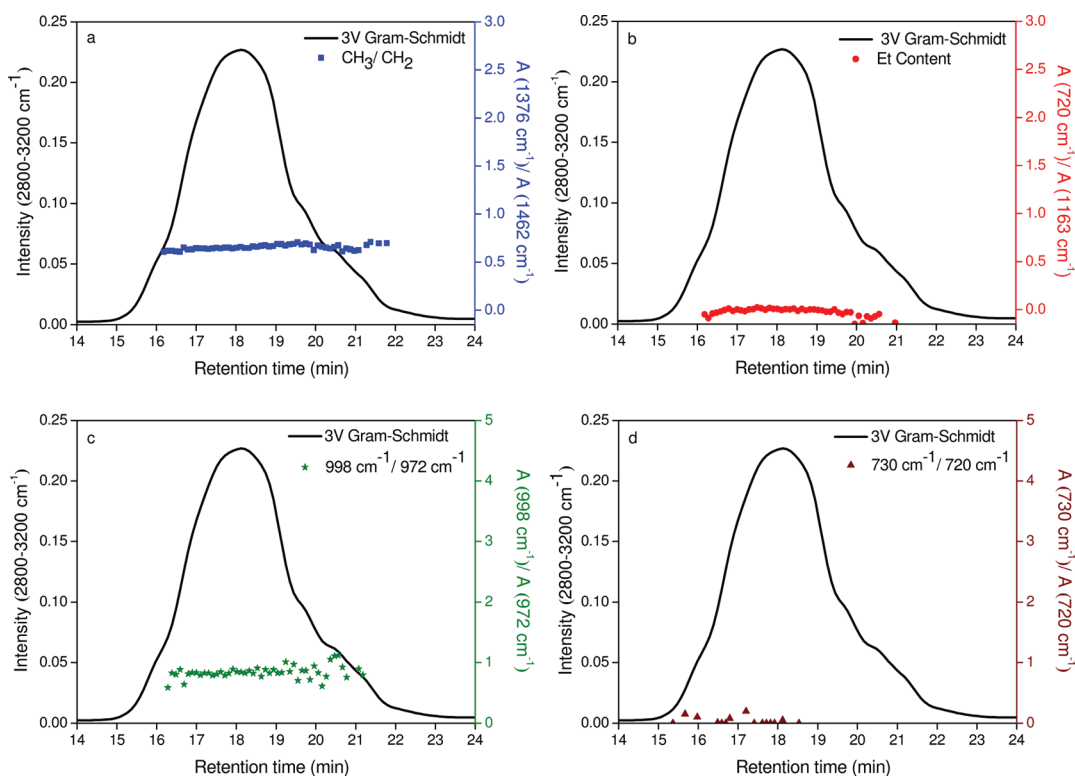 a
3V Gram-Schmidt
CH₃/ CH₂
0.25
0.20
0.15
0.10
0.05
0.00
3.0
2.5
2.0
1.5
1.0
0.5
0.0
14 15 16 17 18 19 20 21 22 23 24
Retention time (min)
Intensity (2800-3200 cm⁻¹)
A (1376 cm⁻¹)/ A (1462 cm⁻¹)
b
3V Gram-Schmidt
Et Content
0.25
0.20
0.15
0.10
0.05
0.00
3.0
2.5
2.0
1.5
1.0
0.5
0.0
14 15 16 17 18 19 20 21 22 23 24
Retention time (min)
Intensity (2800-3200 cm⁻¹)
A (720 cm⁻¹)/ A (1163 cm⁻¹)
c
3V Gram-Schmidt
998 cm⁻¹/ 972 cm⁻¹
0.25
0.20
0.15
0.10
0.05
0.00
5
4
3
2
1
0
14 15 16 17 18 19 20 21 22 23 24
Retention time (min)
Intensity (2800-3200 cm⁻¹)
A (998 cm⁻¹)/ A (972 cm⁻¹)
d
3V Gram-Schmidt
730 cm⁻¹/ 720 cm⁻¹
0.25
0.20
0.15
0.10
0.05
0.00
5
4
3
2
1
0
14 15 16 17 18 19 20 21 22 23 24
Retention time (min)
Intensity (2800-3200 cm⁻¹)
A (730 cm⁻¹)/ A (720 cm⁻¹)